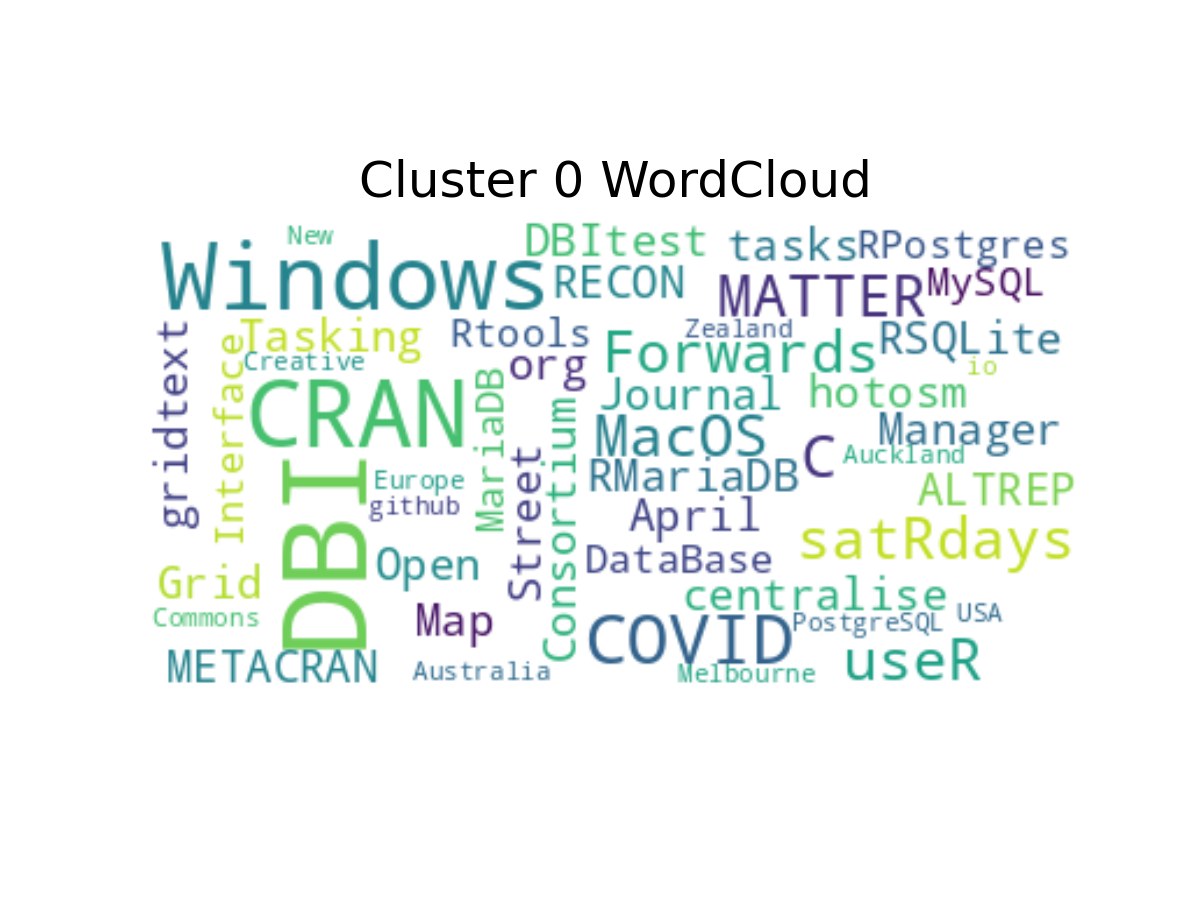 Cluster 0 WordCloud
New
Windows
DBItest
tasks
RPostgres
RECON
MATTER
MySQL
gridtext
Interface
Tasking
Creative
Rtools
org
Zealand
Forwards
RSQLite
io
CRAN
MariaDB
Journal
hotosm
MacOS
C
Manager
Auckland
DBI
Europe
github
Street
Consortium
RMariaDB
ALTREP
April
satRdays
Open
DataBase
Grid
Commons
Map
centralise
COVID
PostgreSQL
USA
METACRAN
Australia
Melbourne
useR